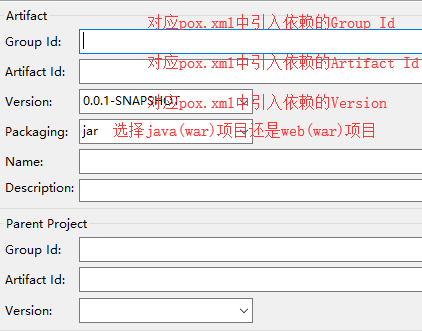 Artifact
对应pox.xml中引入依赖的Group Id
Group Id:
对应pox.xml中引入依赖的Artifact Id
Artifact Id:
Version: 0.0.1-SNAPSHOT 对应pox.xml中引入依赖的Version
Packaging: jar 选择java(war)项目还是web(war)项目
Name:
Description:
Parent Project
Group Id:
Artifact Id:
Version: